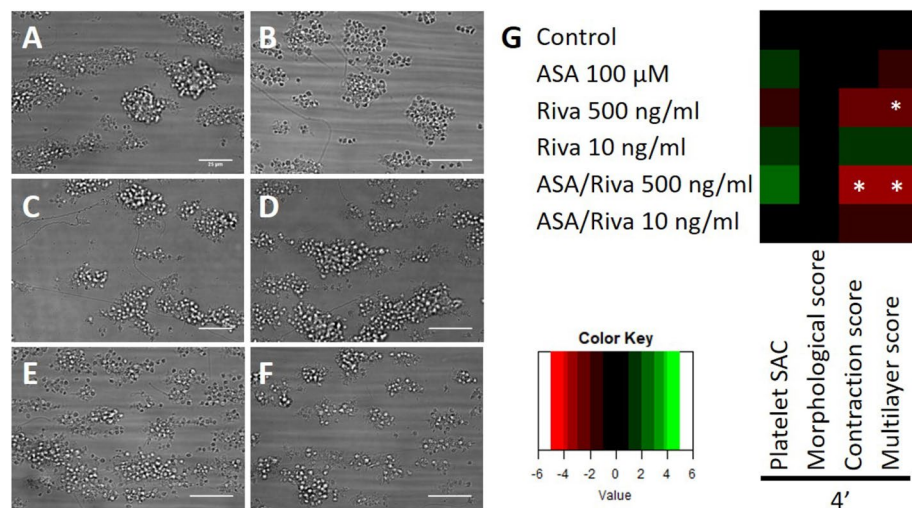 A
B
C
D
E
F
25 µm
G
Control
ASA 100 µM
Riva 500 ng/ml
Riva 10 ng/ml
ASA/Riva 500 ng/ml
ASA/Riva 10 ng/ml
*
* *
Color Key
-6 -4 -2 0 2 4 6
Value
Platelet SAC
Morphological score
Contraction score
Multilayer score
4’